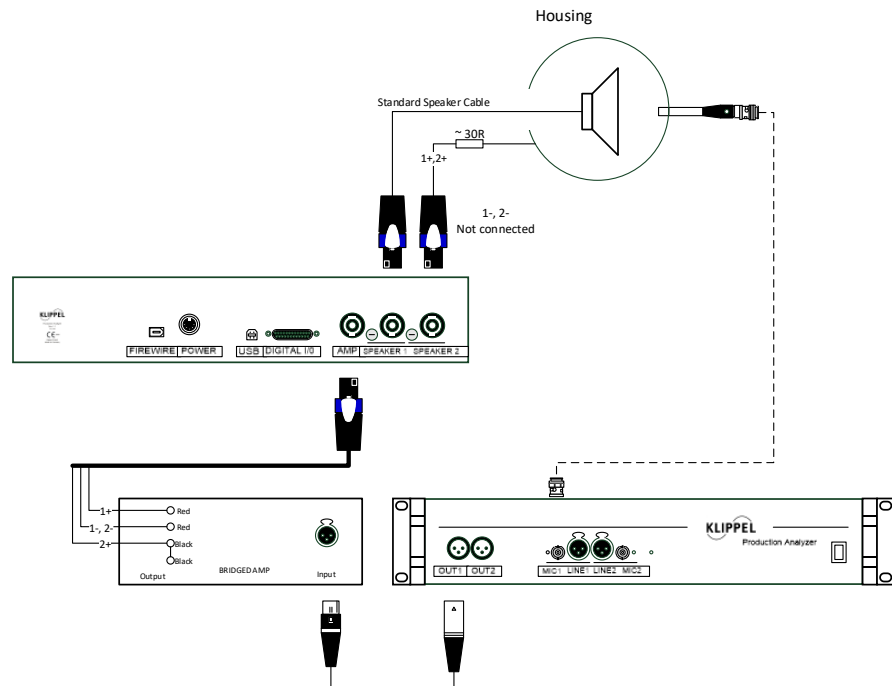 Housing
Standard Speaker Cable
~ 30R
1+,2+
1-, 2-
Not connected
KLIPPEL
CE
FIREWIRE POWER USB DIGITAL I/0 AMP SPEAKER 1 SPEAKER 2
1+ Red
1-, 2- Red
2+ Black
Black
Output BRIDGED AMP Input
KLIPPEL
Production Analyzer
OUT1 OUT2 MIC1 LINE1 LINE2 MIC2